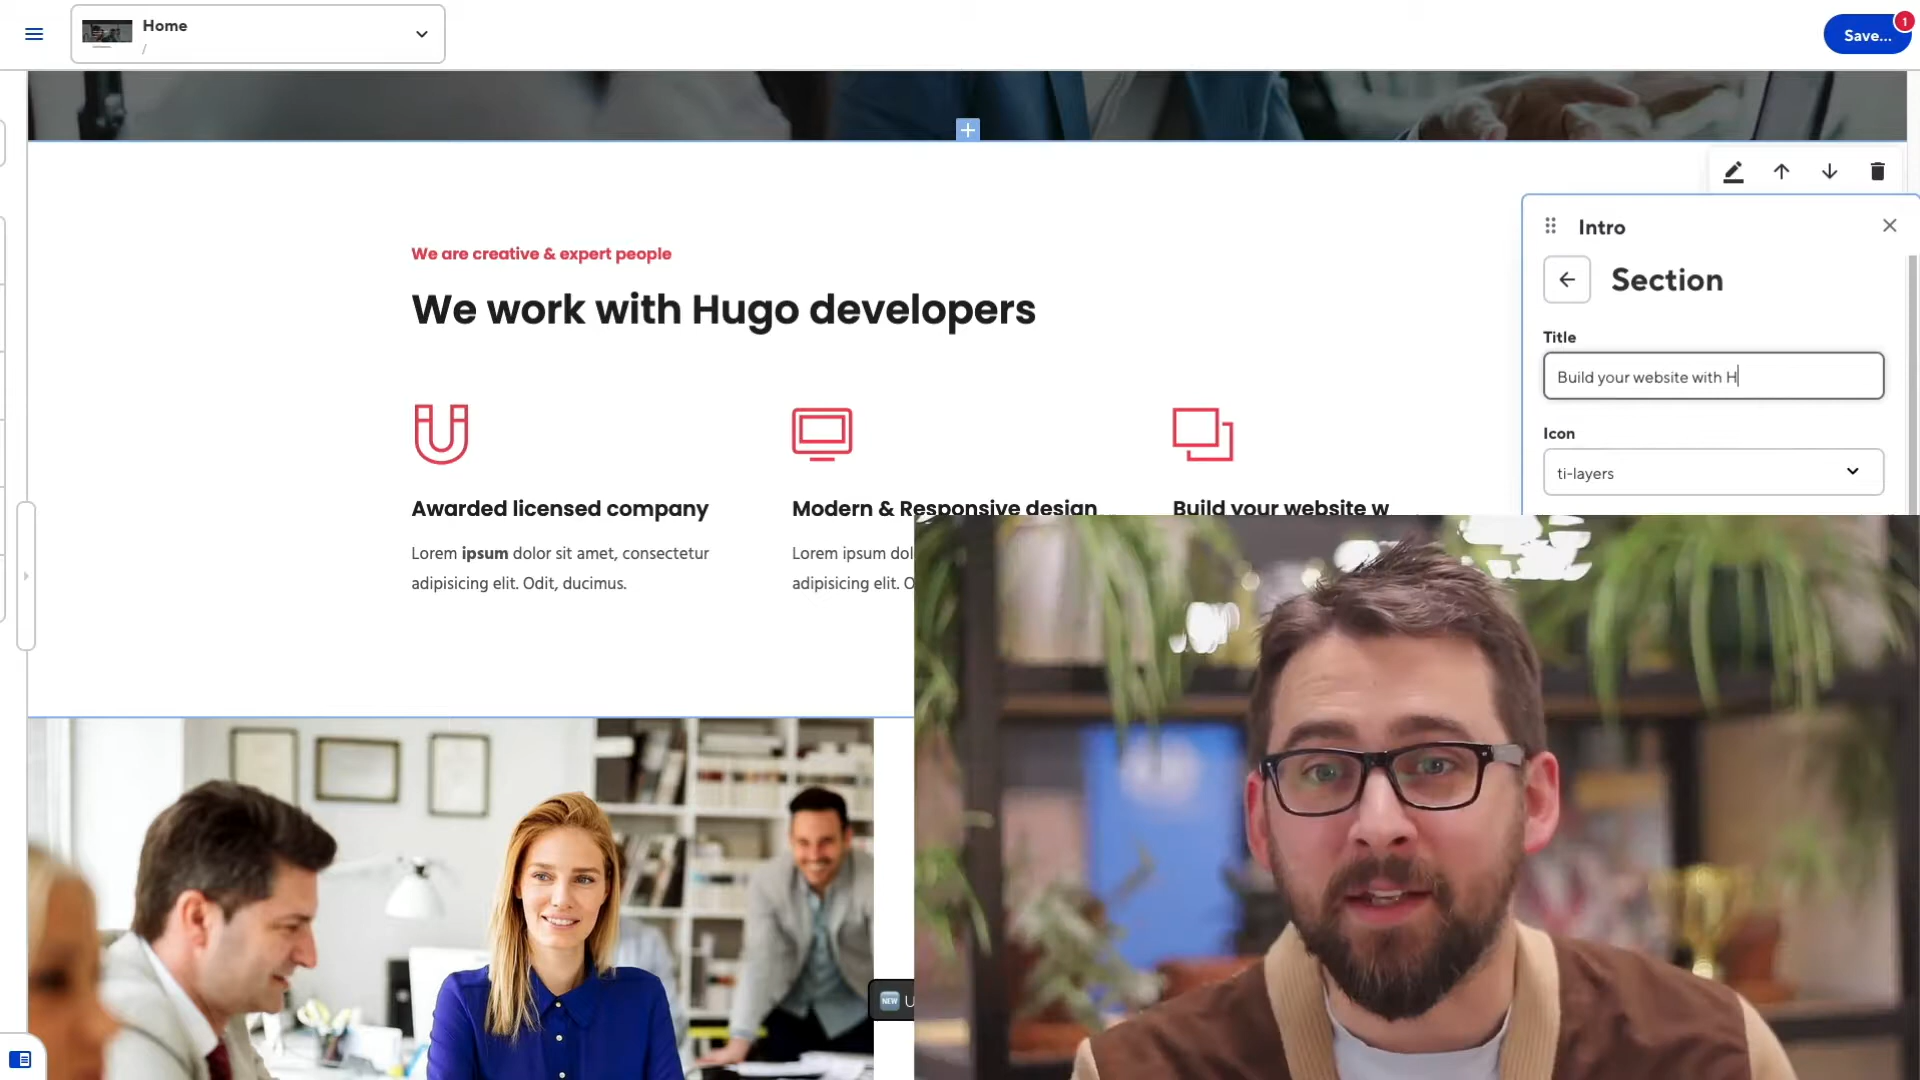 Home
/
Save...
1
Intro
Section
Title
Build your website with H
Icon
ti-layers
We are creative & expert people
We work with Hugo developers
Awarded licensed company
Lorem ipsum dolor sit amet, consectetur
adipisicing elit. Odit, ducimus.
Modern & Responsive design
Lorem ipsum dol
adipisicing elit. O
Build your website w
NEW U